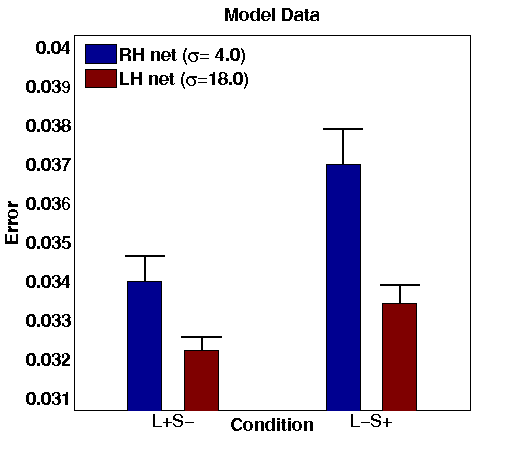 Model Data
RH net (σ= 4.0)
LH net (σ=18.0)
0.04
0.039
0.038
0.037
0.036
0.035
0.034
0.033
0.032
0.031
Error
L+S−
L−S+
Condition